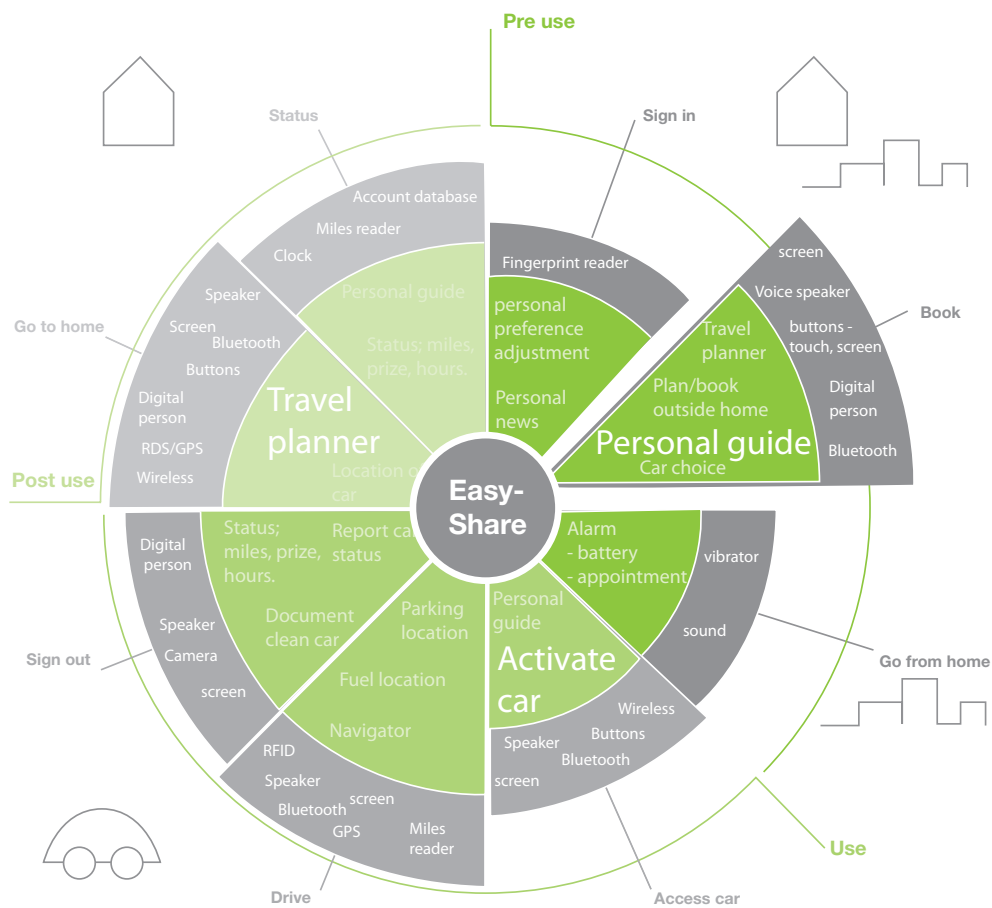 Pre use
Sign in
Fingerprint reader
personal
preference
adjustment
Personal
news
Book
screen
Voice speaker
buttons -
touch, screen
Digital
person
Bluetooth
Travel
planner
Plan/book
outside home
Personal guide
Car choice
Go from home
vibrator
sound
Alarm
- battery
- appointment
Use
Access car
Wireless
Buttons
Bluetooth
Speaker
screen
Personal
guide
Activate
car
Drive
RFID
Speaker
Bluetooth
screen
GPS
Miles
reader
Parking
location
Fuel location
Navigator
Sign out
Digital
person
Speaker
Camera
screen
Status;
miles, prize,
hours.
Report ca
status
Document
clean car
Post use
Go to home
Speaker
Screen
Bluetooth
Buttons
Digital
person
RDS/GPS
Wireless
Travel
planner
Location o
car
Status
Account database
Miles reader
Clock
Personal guide
Status; miles,
prize, hours.
Easy-
Share